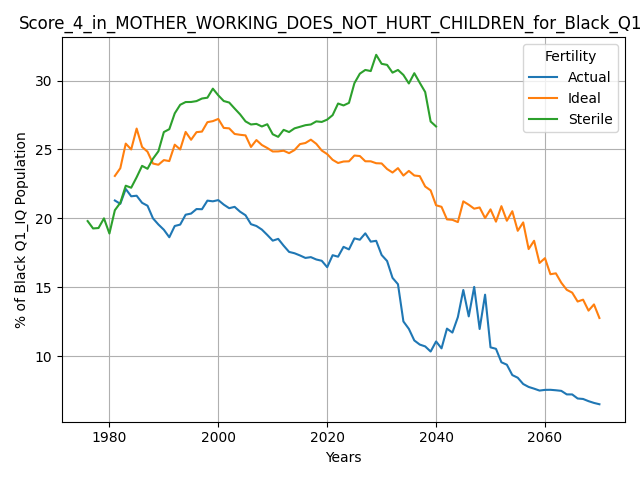 Score_4_in_MOTHER_WORKING_DOES_NOT_HURT_CHILDREN_for_Black_Q1
Fertility
Actual
Ideal
Sterile
% of Black Q1_IQ Population
30
25
20
15
10
1980 2000 2020 2040 2060
Years